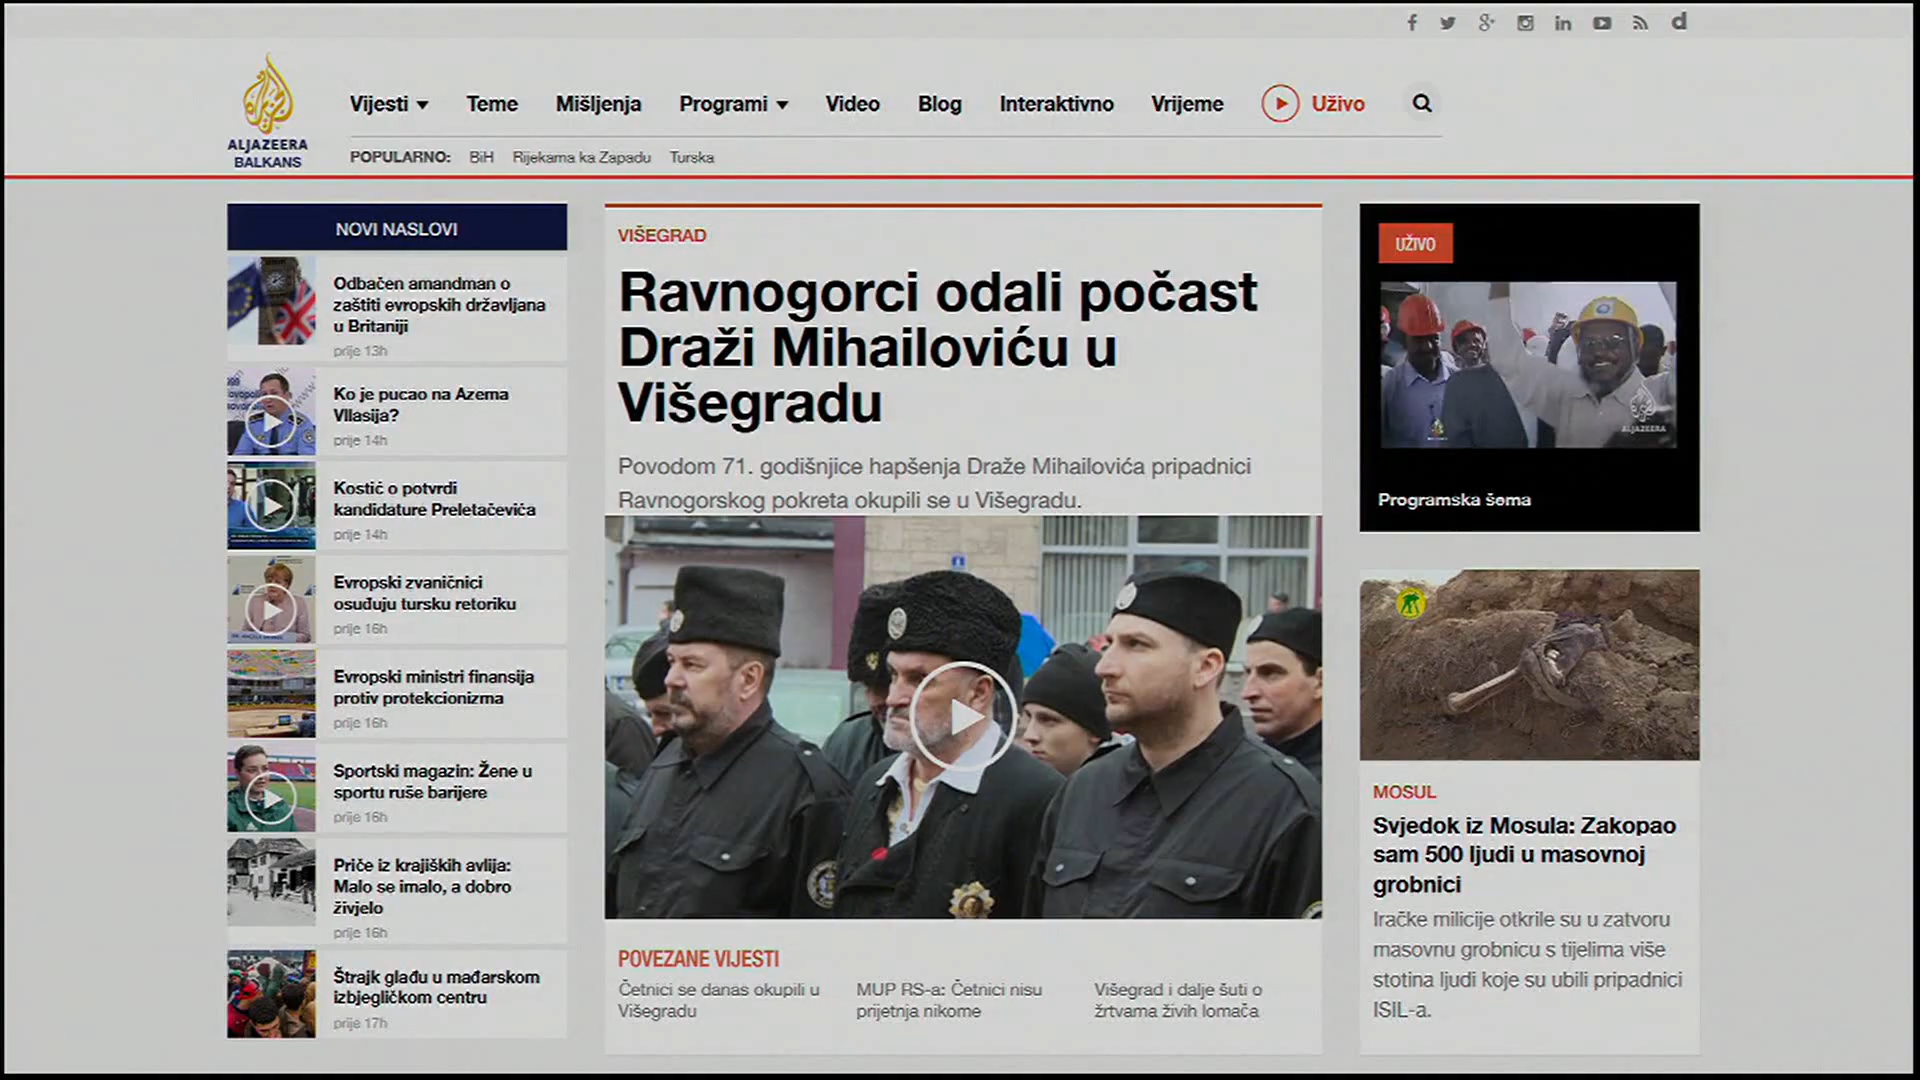 ALJAZEERA
BALKANS
Vijesti
Teme
Mišljenja
Programi
Video
Blog
Interaktivno
Vrijeme
Uživo
POPULARNO: BiH Rijekama ka Zapadu Turska
NOVI NASLOVI
Odbačen amandman o
zaštiti evropskih državljana
u Britaniji
prije 13h
Ko je pucao na Azema
Vllasija?
prije 14h
Kostić o potvrdi
kandidature Preletačevića
prije 14h
Evropski zvaničnici
osuđuju tursku retoriku
prije 16h
Evropski ministri finansija
protiv protekcionizma
prije 16h
Sportski magazin: Žene u
sportu ruše barijere
prije 16h
Priče iz krajiških avlija:
Malo se imalo, a dobro
živjelo
prije 16h
Štrajk glađu u mađarskom
izbjegličkom centru
prije 17h
VIŠEGRAD
Ravnogorci odali počast
Draži Mihailoviću u
Višegradu
Povodom 71. godišnjice hapšenja Draže Mihailovića pripadnici
Ravnogorskog pokreta okupili se u Višegradu.
POVEZANE VIJESTI
Četnici se danas okupili u
Višegradu
MUP RS-a: Četnici nisu
prijetnja nikome
Višegrad i dalje šuti o
žrtvama živih lomača
UŽIVO
ALJAZEERA
Programska šema
MOSUL
Svjedok iz Mosula: Zakopao
sam 500 ljudi u masovnoj
grobnici
Iračke milicije otkrile su u zatvoru
masovnu grobnicu s tijelima više
stotina ljudi koje su ubili pripadnici
ISIL-a.